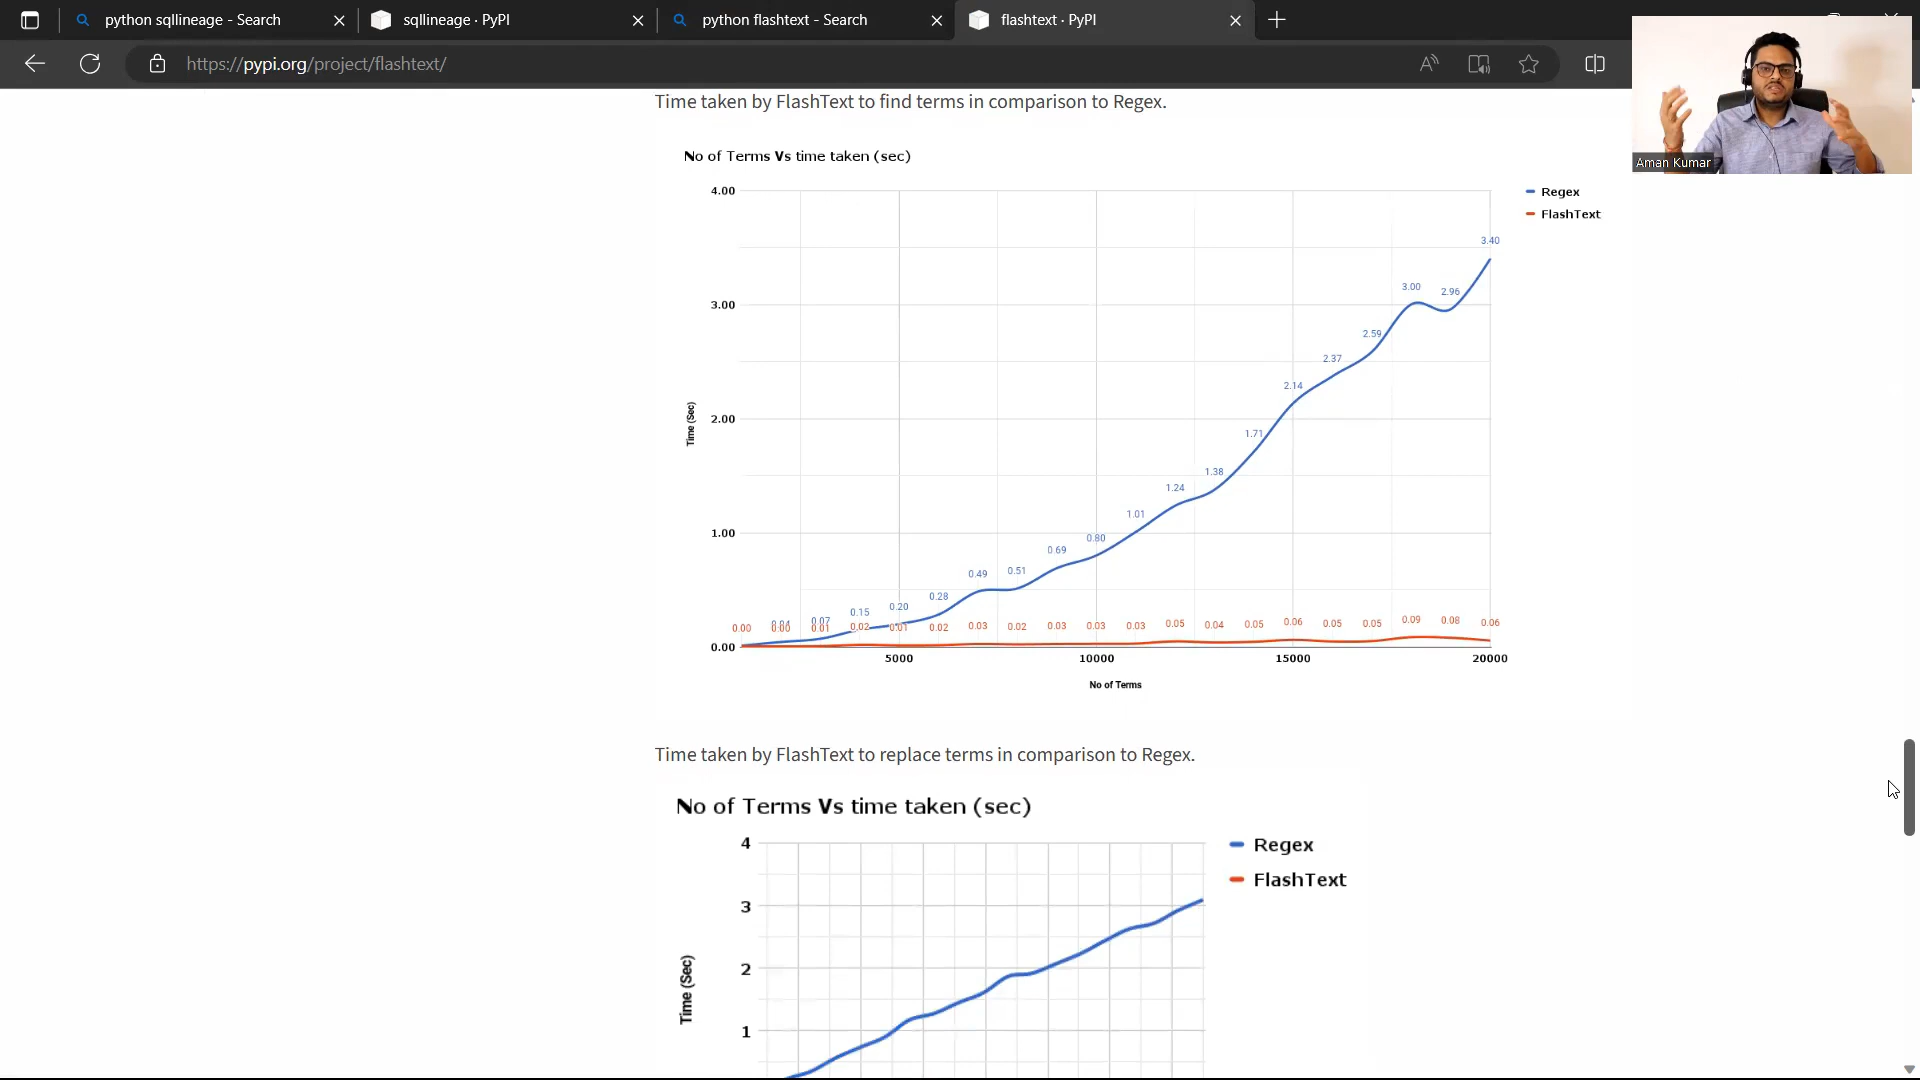 python sqllineage - Search
sqllineage · PyPI
python flashtext - Search
flashtext · PyPI
https://pypi.org/project/flashtext/
Aman Kumar
Time taken by FlashText to find terms in comparison to Regex.
No of Terms Vs time taken (sec)
Regex
FlashText
Time (Sec)
4.00
3.00
2.00
1.00
0.00
0.04 0.07 0.15 0.20 0.28 0.49 0.51 0.69 0.80 1.01 1.24 1.38 1.71 2.14 2.37 2.59 3.00 2.96 3.40
0.00 0.00 0.01 0.02 0.01 0.02 0.03 0.02 0.03 0.03 0.03 0.05 0.04 0.05 0.06 0.05 0.05 0.09 0.08 0.06
5000 10000 15000 20000
No of Terms
Time taken by FlashText to replace terms in comparison to Regex.
No of Terms Vs time taken (sec)
Regex
FlashText
Time (Sec)
4
3
2
1